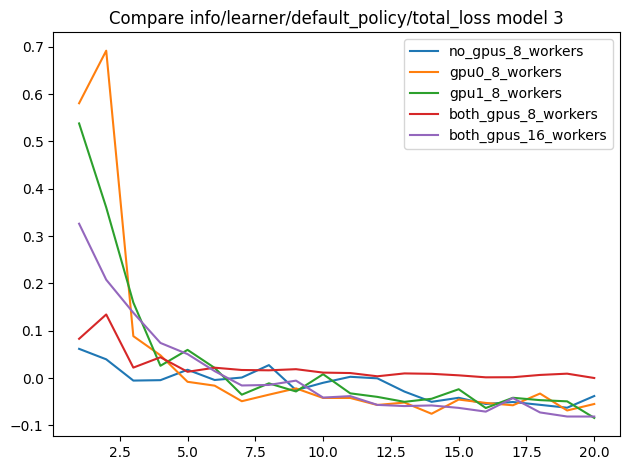 Compare info/learner/default_policy/total_loss model 3
0.7
0.6
0.5
0.4
0.3
0.2
0.1
0.0
−0.1
no_gpus_8_workers
gpu0_8_workers
gpu1_8_workers
both_gpus_8_workers
both_gpus_16_workers
2.5 5.0 7.5 10.0 12.5 15.0 17.5 20.0